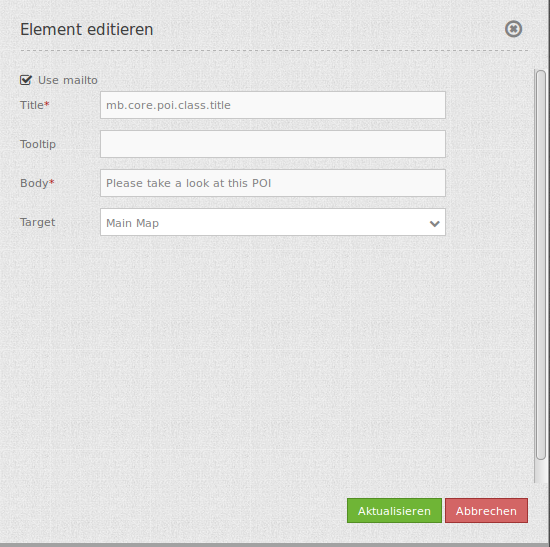 Element editieren
Use mailto
Title* mb.core.poi.class.title
Tooltip
Body* Please take a look at this POI
Target Main Map
Aktualisieren Abbrechen